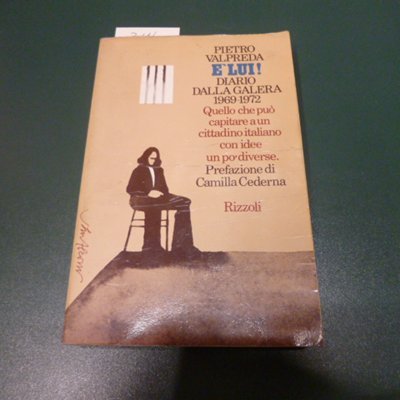 PIETRO
VALPREDA
E' LUI!
DIARIO
DALLA GALERA
1969-1972
Quello che può
capitare a un
cittadino italiano
con idee
un po' diverse.
Prefazione di
Camilla Cederna
Rizzoli